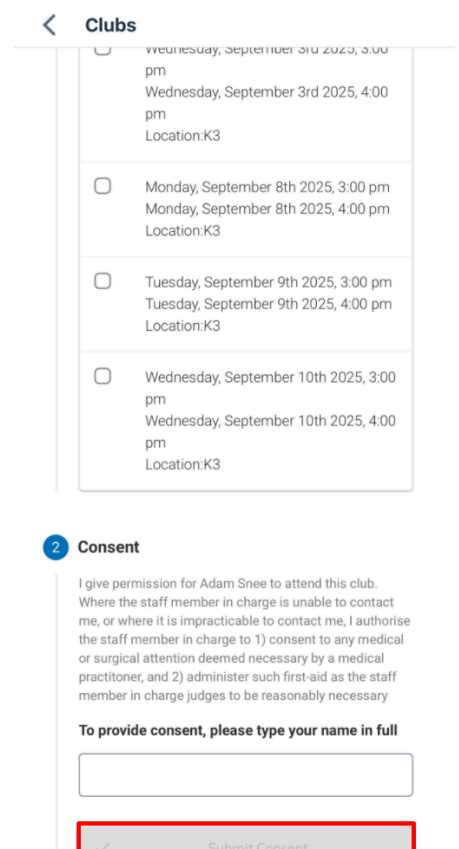 Clubs
Wednesday, September 3rd 2025, 3:00
pm
Wednesday, September 3rd 2025, 4:00
pm
Location:K3
Monday, September 8th 2025, 3:00 pm
Monday, September 8th 2025, 4:00 pm
Location:K3
Tuesday, September 9th 2025, 3:00 pm
Tuesday, September 9th 2025, 4:00 pm
Location:K3
Wednesday, September 10th 2025, 3:00
pm
Wednesday, September 10th 2025, 4:00
pm
Location:K3
2 Consent
I give permission for Adam Snee to attend this club.
Where the staff member in charge is unable to contact
me, or where it is impracticable to contact me, I authorise
the staff member in charge to 1) consent to any medical
or surgical attention deemed necessary by a medical
practitoner, and 2) administer such first-aid as the staff
member in charge judges to be reasonably necessary
To provide consent, please type your name in full
Submit Consent